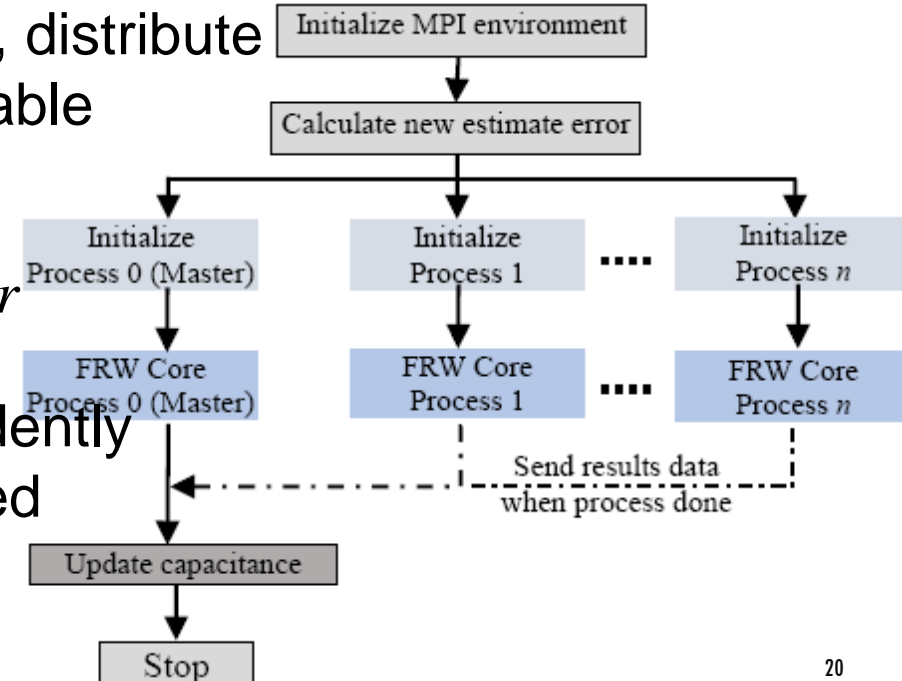 , distribute
able
r
dently
ed
Initialize MPI environment
Calculate new estimate error
Initialize
Process 0 (Master)
Initialize
Process 1
....
Initialize
Process n
FRW Core
Process 0 (Master)
FRW Core
Process 1
....
FRW Core
Process n
Send results data
when process done
Update capacitance
Stop
20